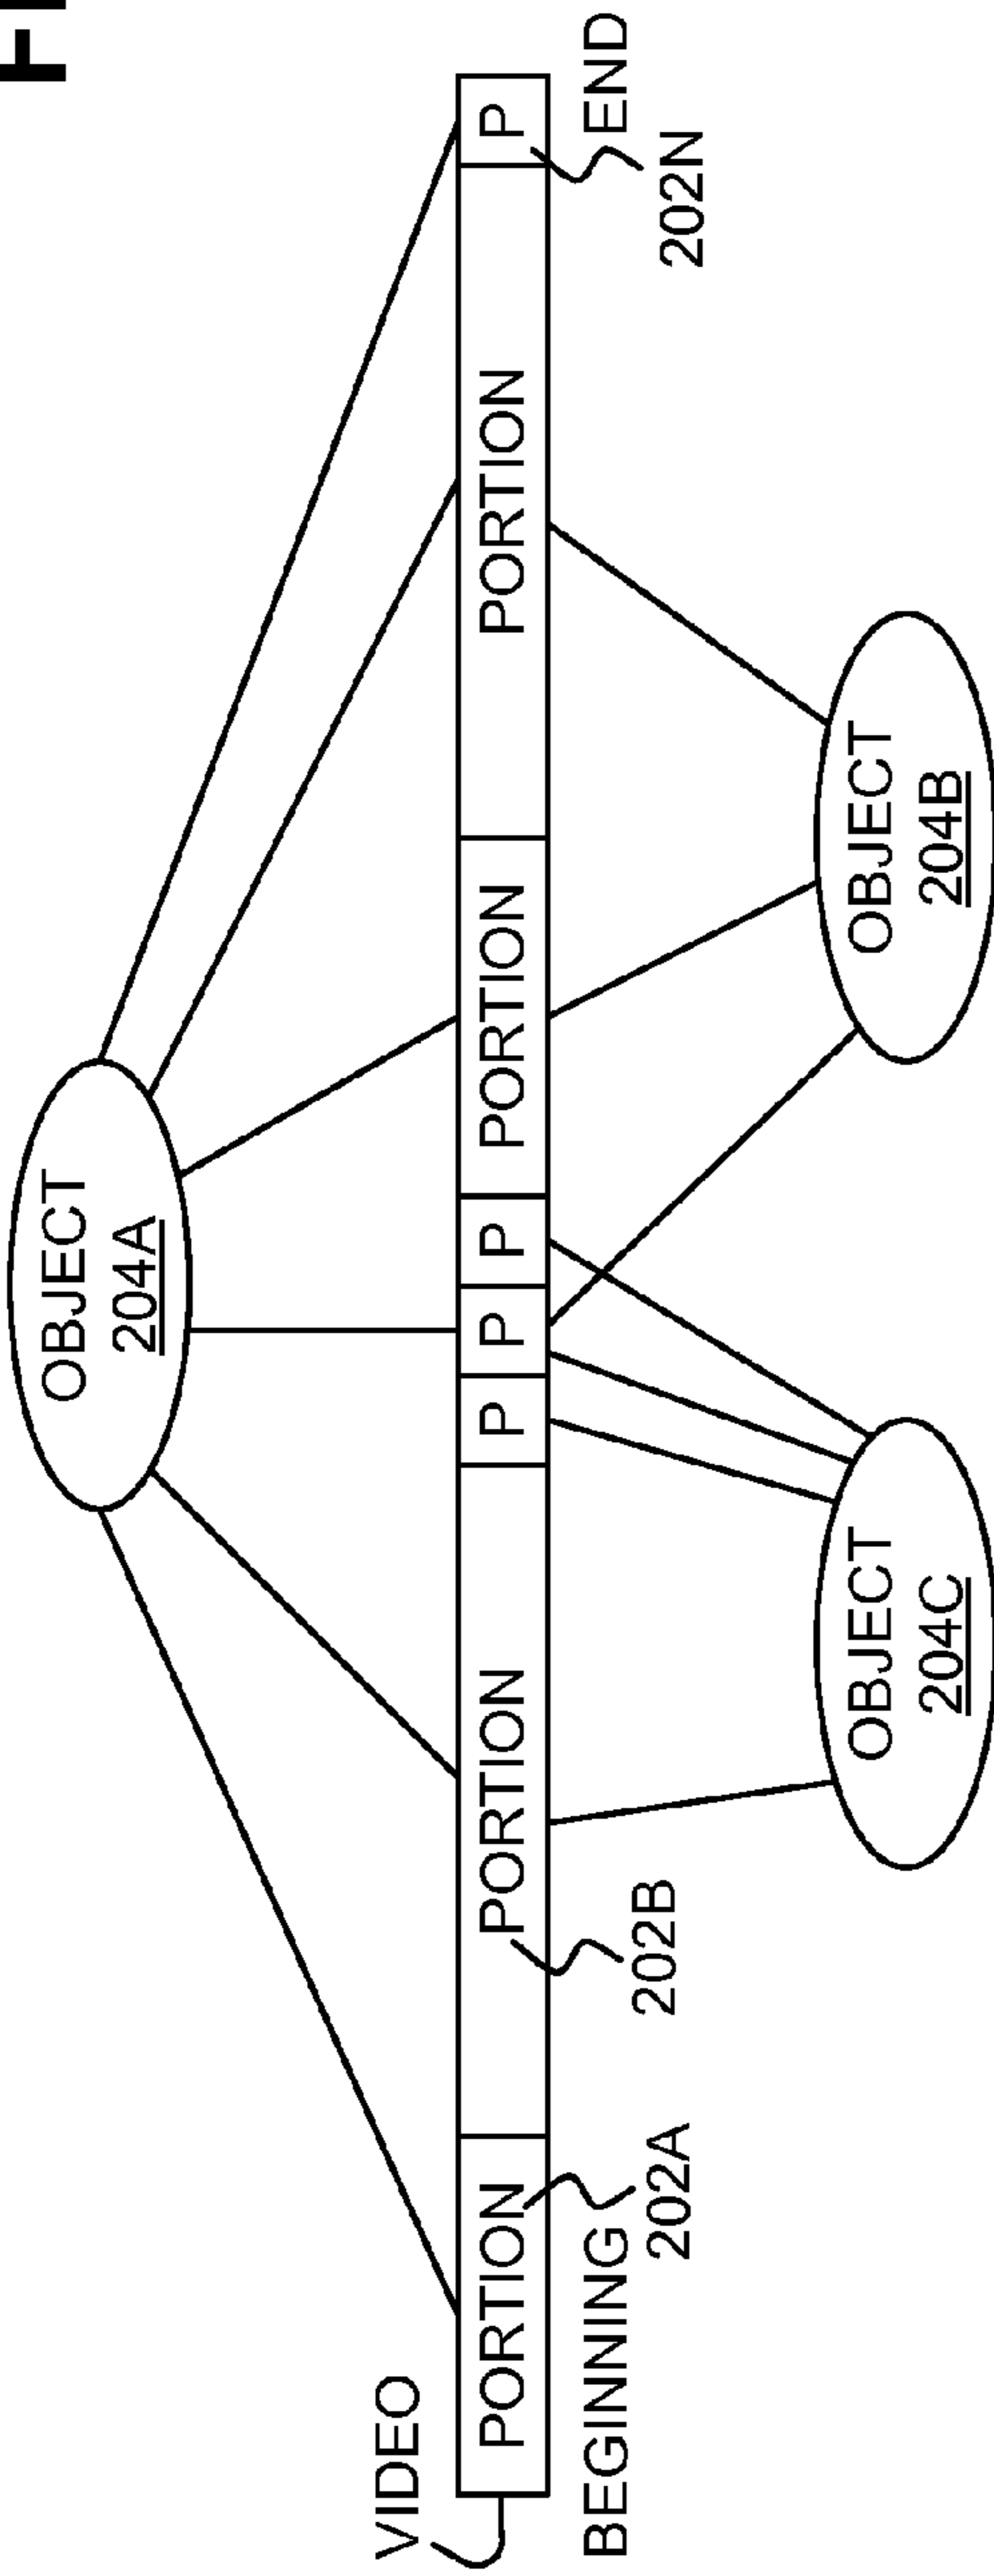 OBJECT
204A
VIDEO
PORTION
PORTION
P
P
P
PORTION
PORTION
P
BEGINNING
202A
202B
END
202N
OBJECT
204C
OBJECT
204B